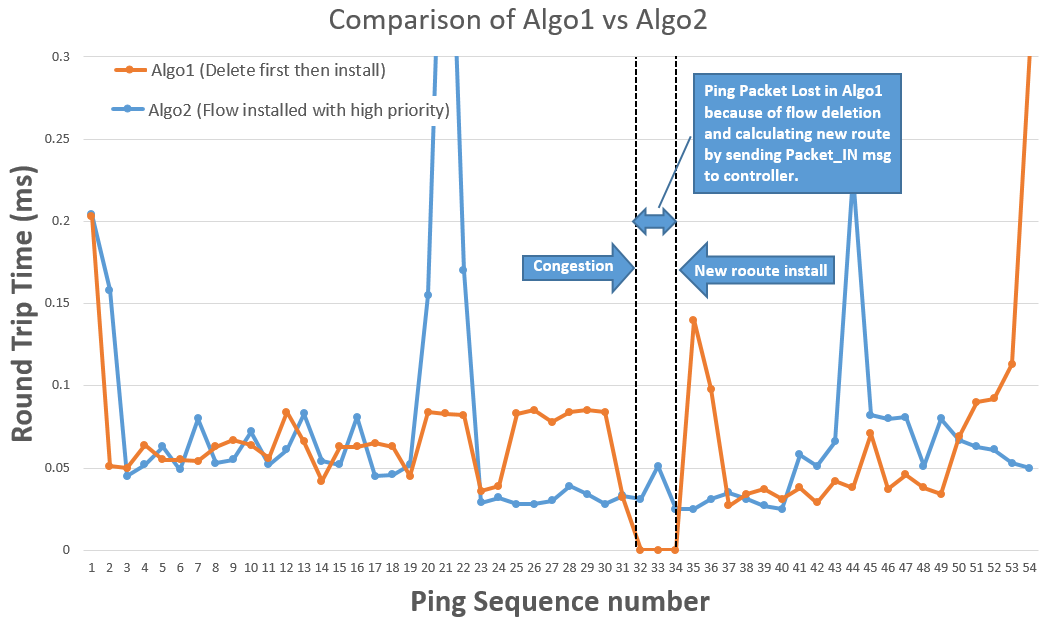 Comparison of Algo1 vs Algo2
0.3
0.25
0.2
0.15
0.1
0.05
0
Round Trip Time (ms)
Algo1 (Delete first then install)
Algo2 (Flow installed with high priority)
Ping Packet Lost in Algo1
because of flow deletion
and calculating new route
by sending Packet_IN msg
to controller.
Congestion
New rooute install
1 2 3 4 5 6 7 8 9 10 11 12 13 14 15 16 17 18 19 20 21 22 23 24 25 26 27 28 29 30 31 32 33 34 35 36 37 38 39 40 41 42 43 44 45 46 47 48 49 50 51 52 53 54
Ping Sequence number